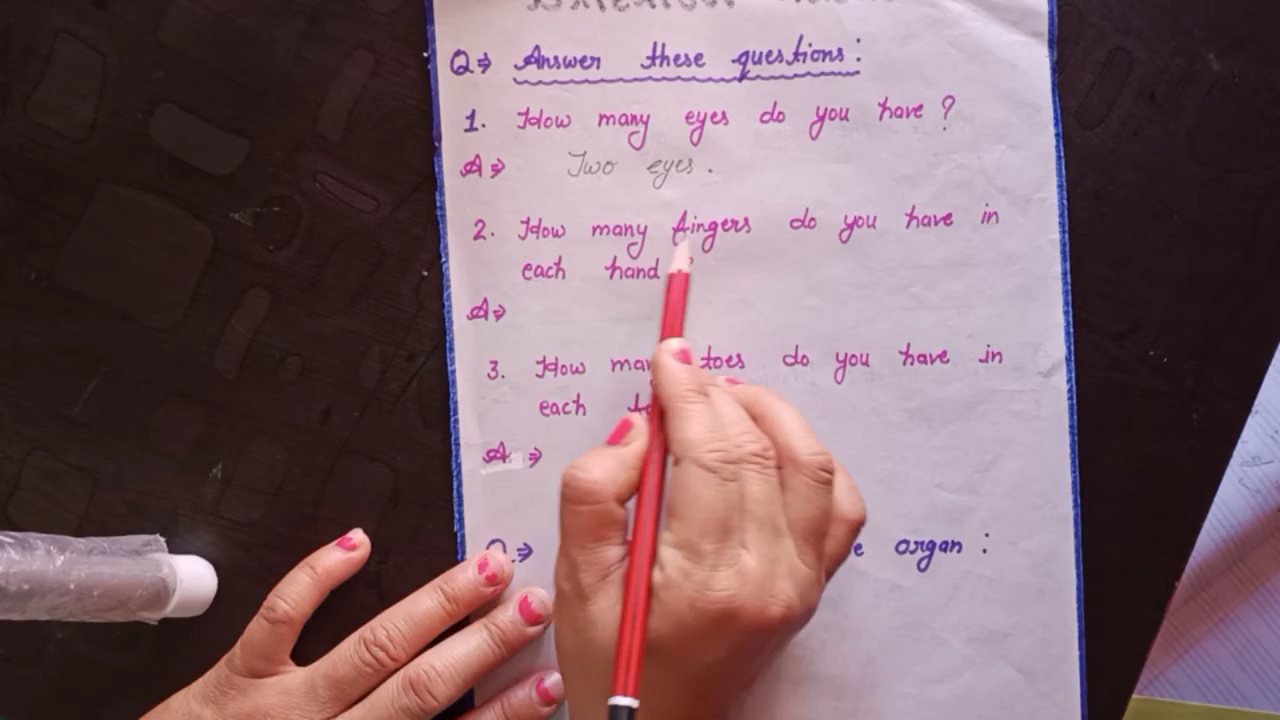 Q⇒ Answer these questions:
1. How many eyes do you have?
A⇒ Two eyes.
2. How many fingers do you have in
each hand
A⇒
3. How many toes do you have in
each
A⇒
Q⇒ organ: